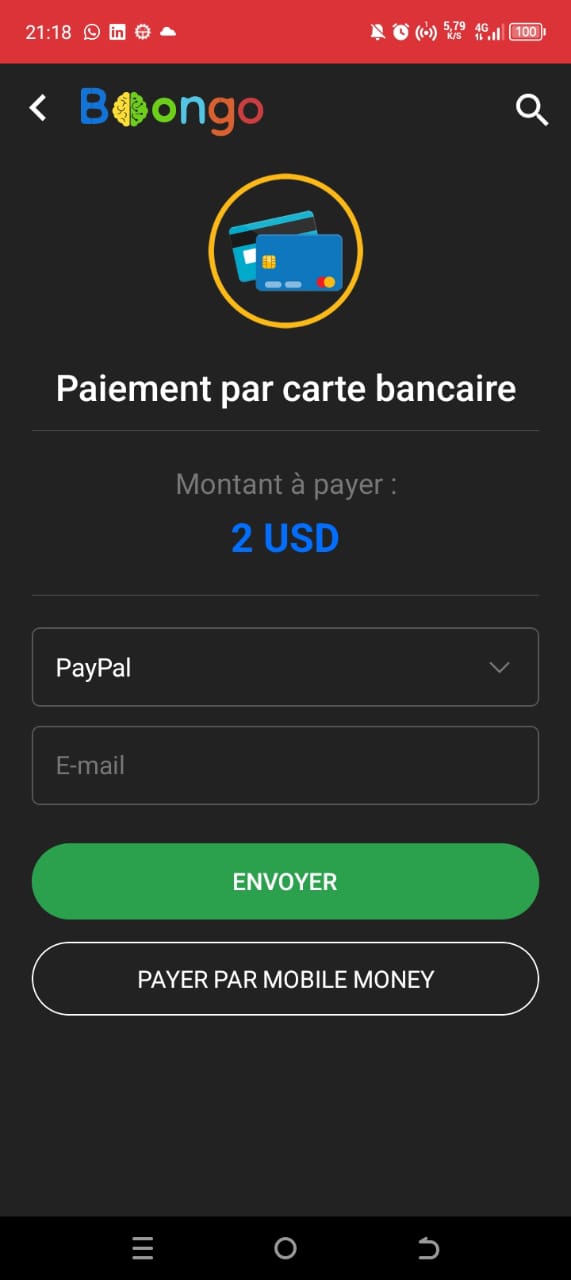 21:18
5,79
K/S
4G
100
Boongo
Paiement par carte bancaire
Montant à payer :
2 USD
PayPal
E-mail
ENVOYER
PAYER PAR MOBILE MONEY